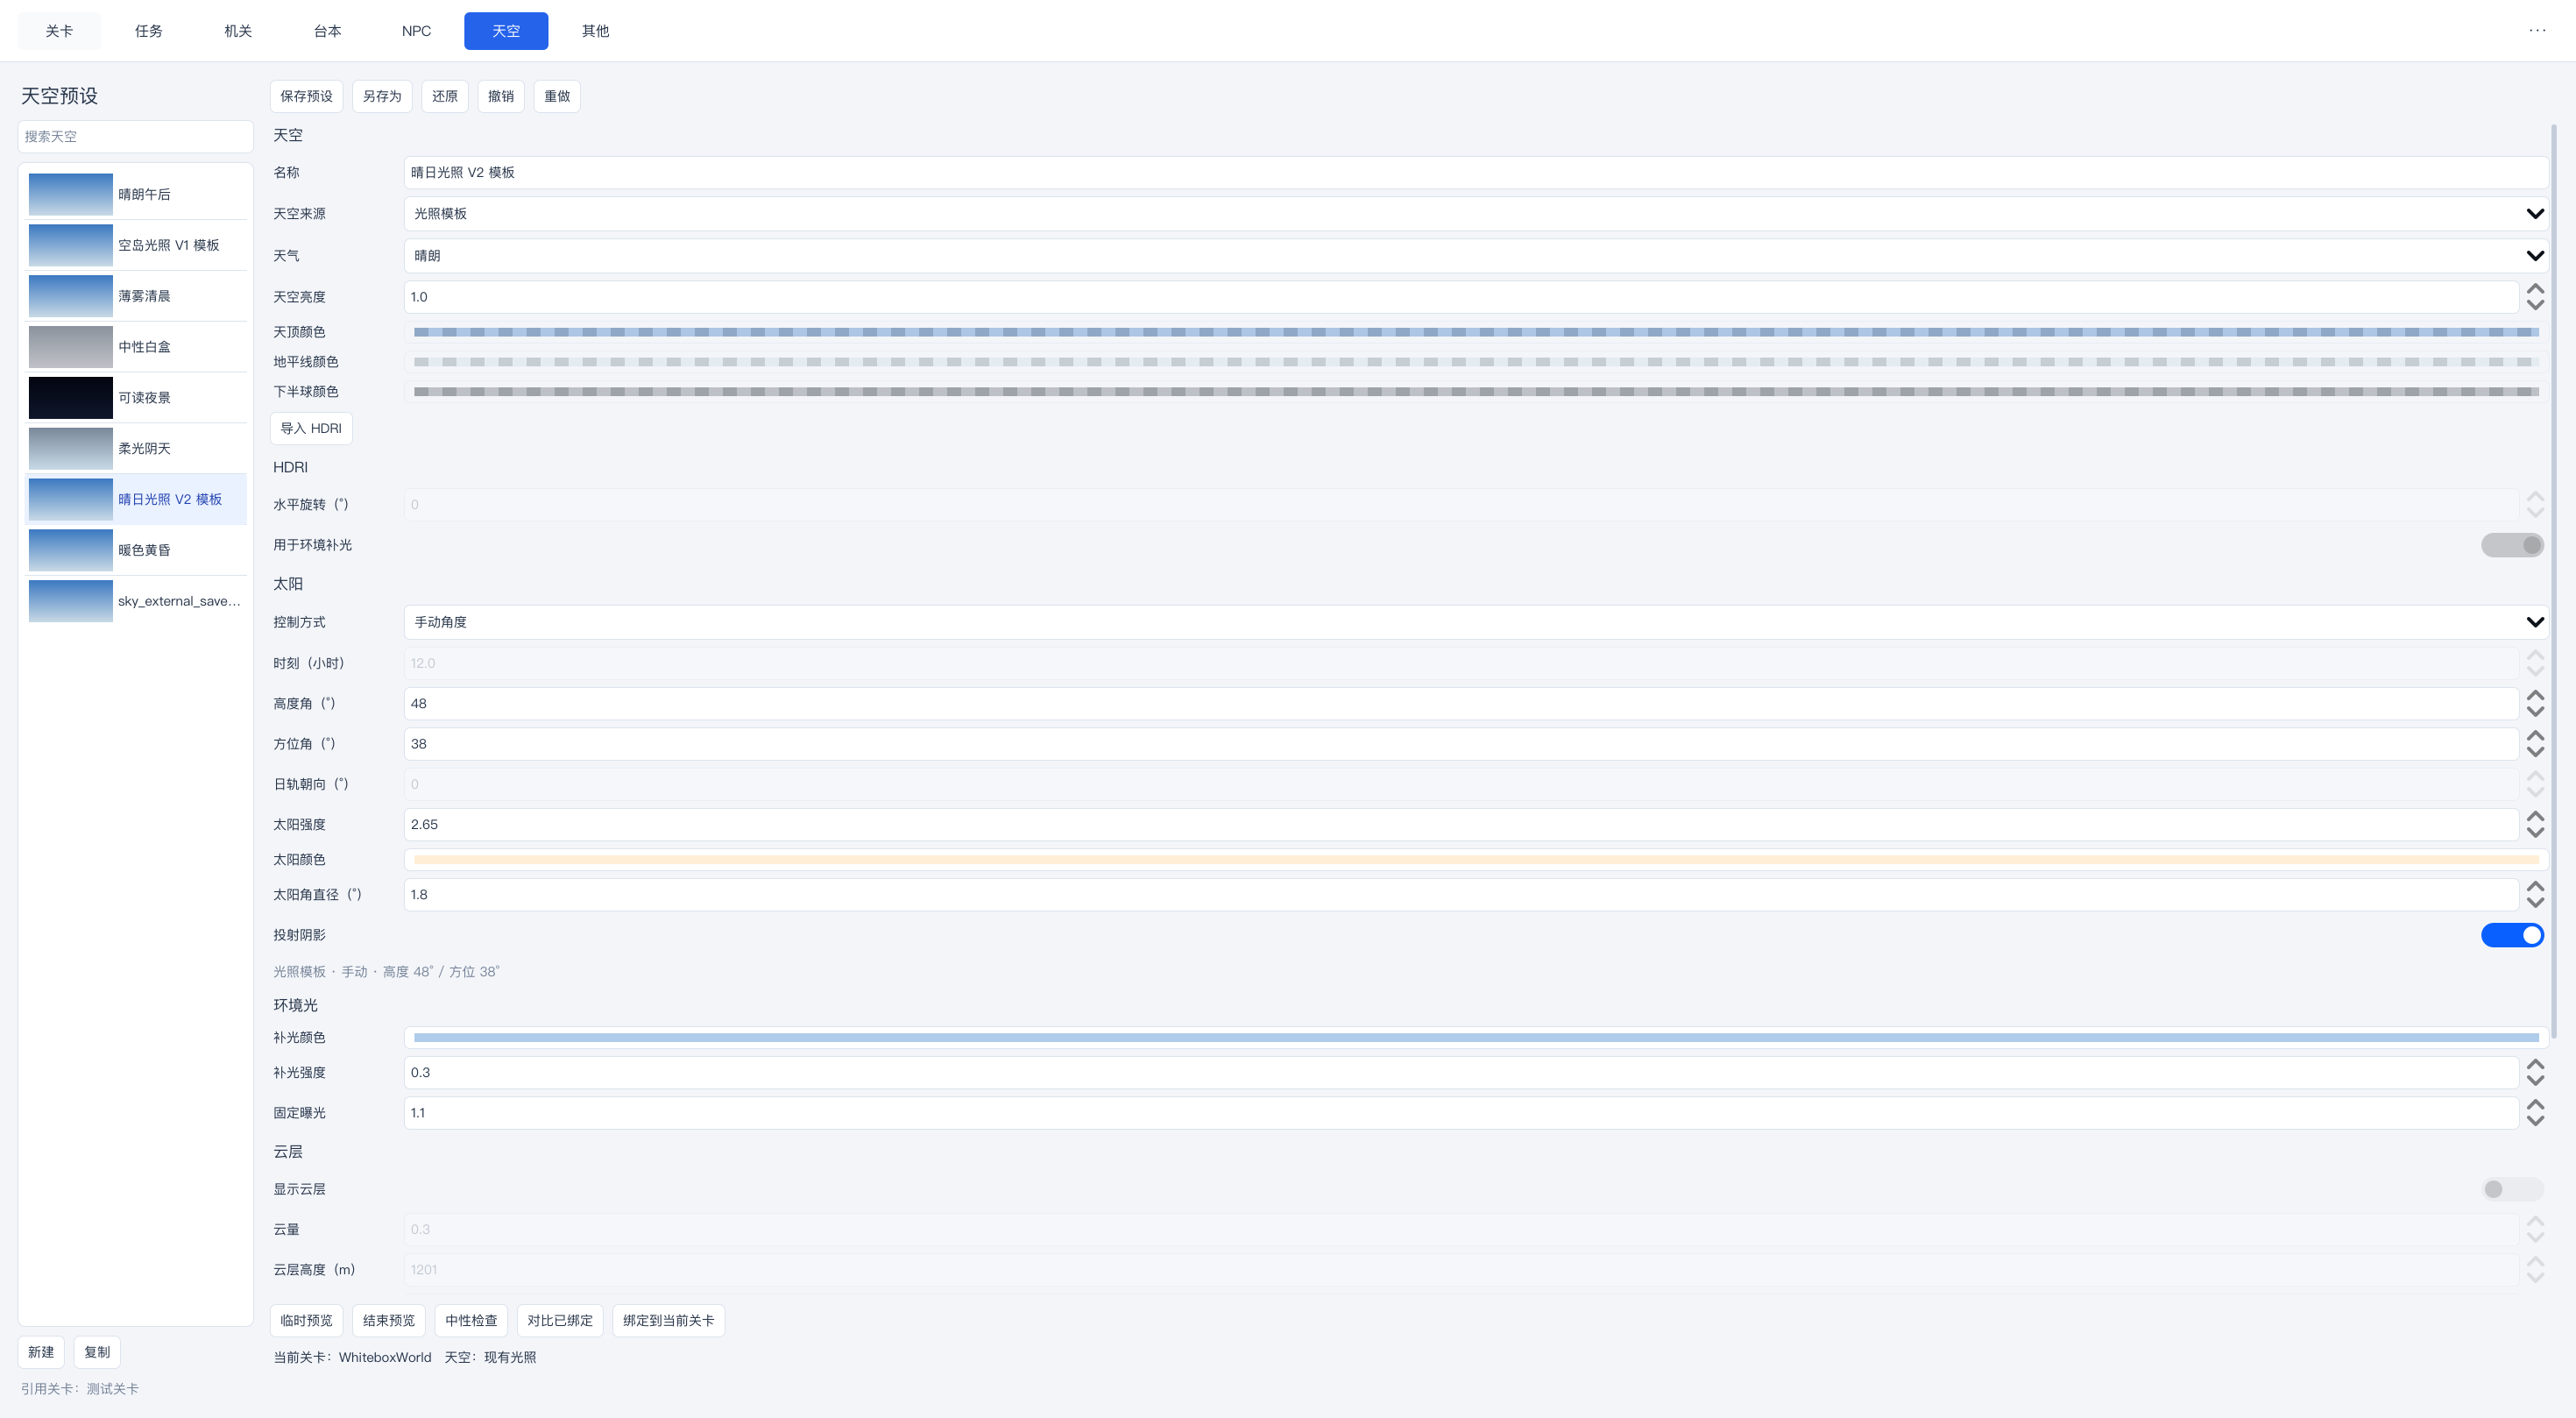 关卡 任务 机关 台本 NPC 天空 其他 ...
天空预设
搜索天空
晴朗午后
空岛光照 V1 模板
薄雾清晨
中性白盒
可读夜景
柔光阴天
晴日光照 V2 模板
暖色黄昏
sky_external_save...
新建 复制
引用关卡：测试关卡
保存预设 另存为 还原 撤销 重做
天空
名称 晴日光照 V2 模板
天空来源 光照模板
天气 晴朗
天空亮度 1.0
天顶颜色
地平线颜色
下半球颜色
导入 HDRI
HDRI
水平旋转（°） 0
用于环境补光
太阳
控制方式 手动角度
时刻（小时） 12.0
高度角（°） 48
方位角（°） 38
日轨朝向（°） 0
太阳强度 2.65
太阳颜色
太阳角直径（°） 1.8
投射阴影
光照模板 · 手动 · 高度 48° / 方位 38°
环境光
补光颜色
补光强度 0.3
固定曝光 1.1
云层
显示云层
云量 0.3
云层高度（m） 1201
临时预览 结束预览 中性检查 对比已绑定 绑定到当前关卡
当前关卡：WhiteboxWorld 天空：现有光照